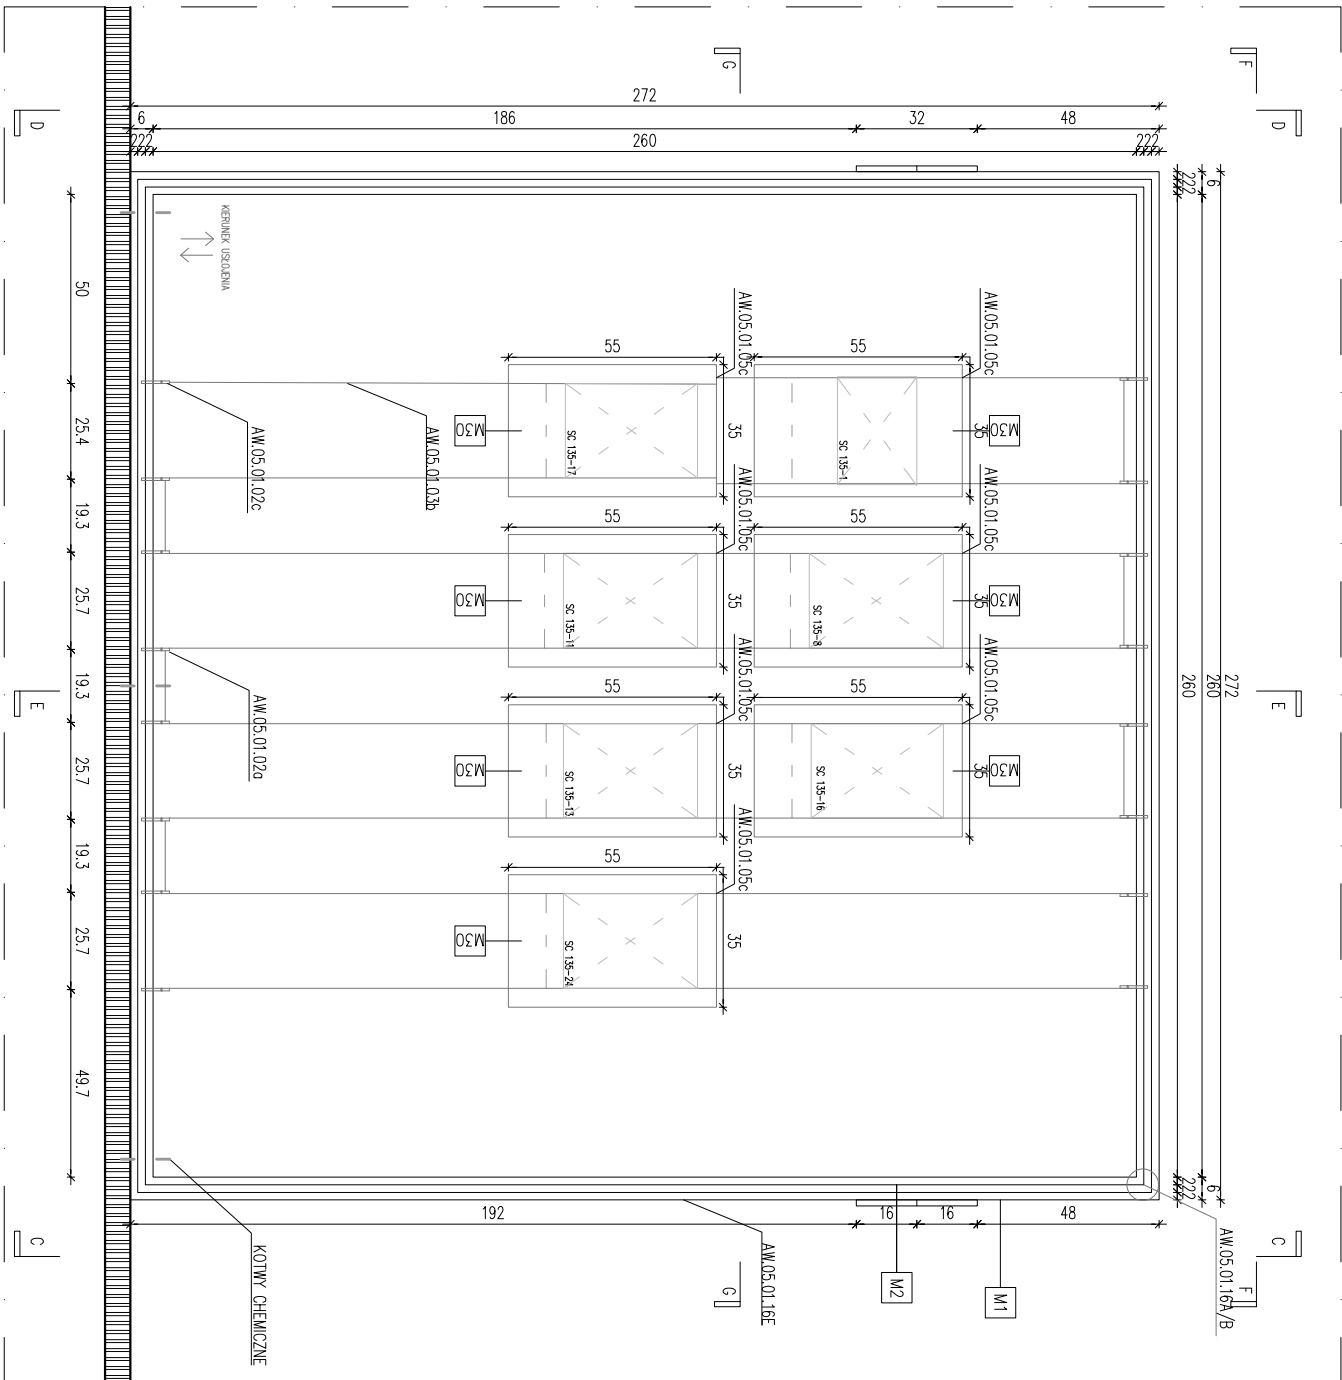 G
F
D
D
272
6
186
32
48
222
260
222
6
222
272
260
260
KIERUNEK USŁOJENIA
50
25.4
19.3
25.7
19.3
25.7
19.3
25.7
49.7
AW.05.01.05c
AW.05.01.05c
55
55
35
35
M30
M30
SC 135-17
SC 135-1
AW.05.01.02c
AW.05.01.03b
AW.05.01.05c
AW.05.01.05c
55
55
35
35
M30
M30
SC 135-11
SC 135-8
AW.05.01.02a
AW.05.01.05c
AW.05.01.05c
55
55
35
35
M30
M30
SC 135-13
SC 135-16
E
E
AW.05.01.05c
55
35
M30
SC 135-24
6
222
192
16
16
48
AW.05.01.16A/B
AW.05.01.16E
M2
M1
KOTWY CHEMICZNE
C
C
G
F